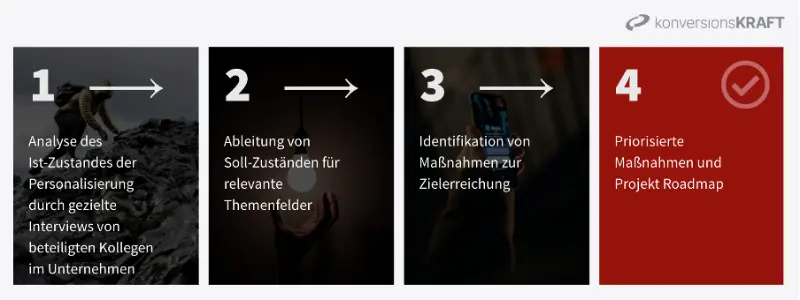 konversionsKRAFT
1
Analyse des
Ist-Zustandes der
Personalisierung
durch gezielte
Interviews von
beteiligten Kollegen
im Unternehmen
2
Ableitung von
Soll-Zuständen für
relevante
Themenfelder
3
Identifikation von
Maßnahmen zur
Zielerreichung
4
Priorisierte
Maßnahmen und
Projekt Roadmap